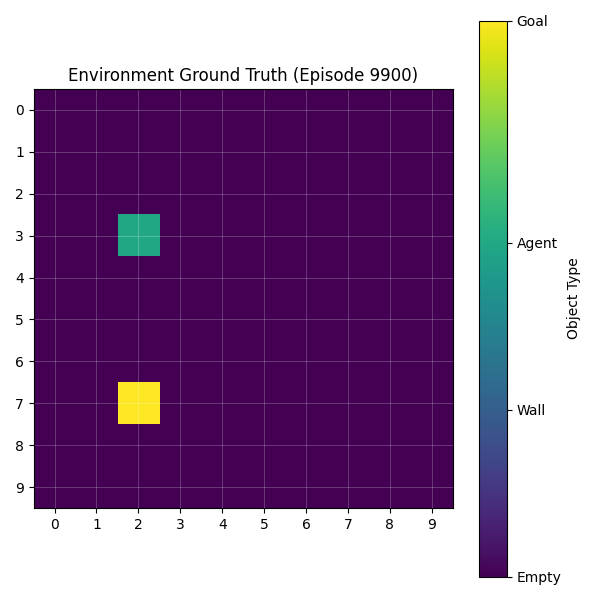 Environment Ground Truth (Episode 9900)
0
1
2
3
4
5
6
7
8
9
0 1 2 3 4 5 6 7 8 9
Goal
Agent
Wall
Empty
Object Type